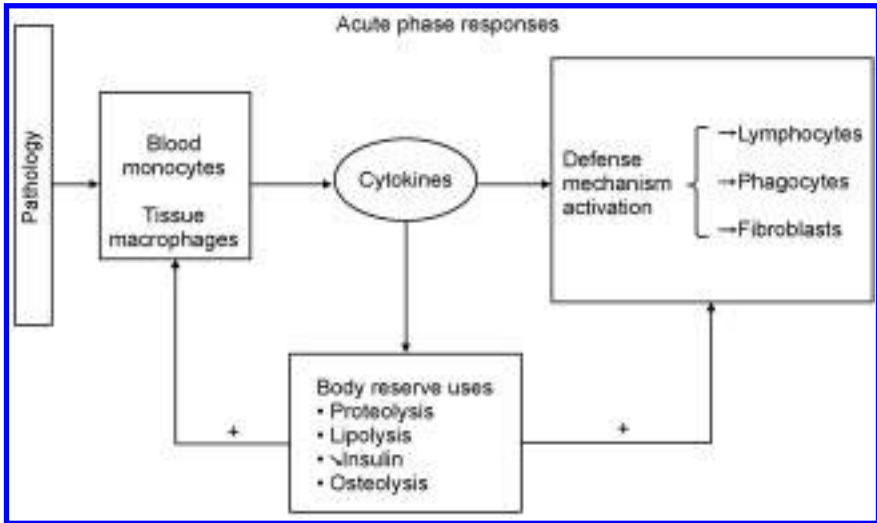 Acute phase responses
Pathology
Blood
monocytes
Tissue
macrophages
Cytokines
Defense
mechanism
activation
→Lymphocytes
→Phagocytes
→Fibroblasts
Body reserve uses
• Proteolysis
• Lipolysis
• ↘Insulin
• Osteolysis
+
+